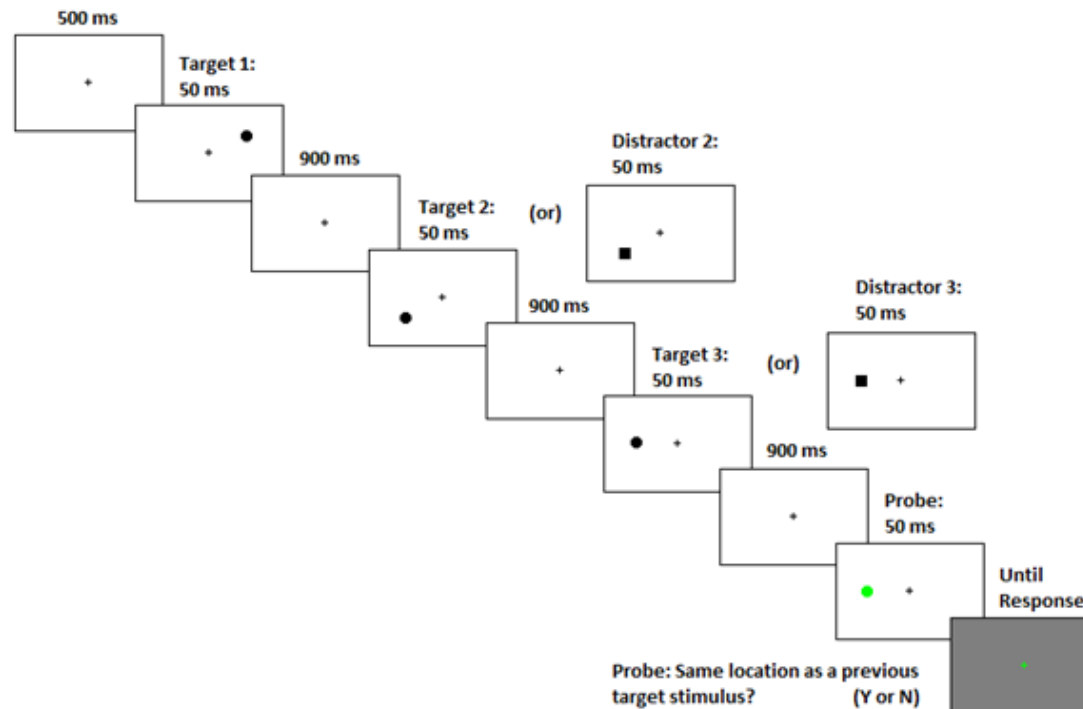 500 ms
Target 1:
50 ms
900 ms
Target 2:
50 ms
(or)
Distractor 2:
50 ms
900 ms
Target 3:
50 ms
(or)
Distractor 3:
50 ms
900 ms
Probe:
50 ms
Until
Response
Probe: Same location as a previous
target stimulus? (Y or N)